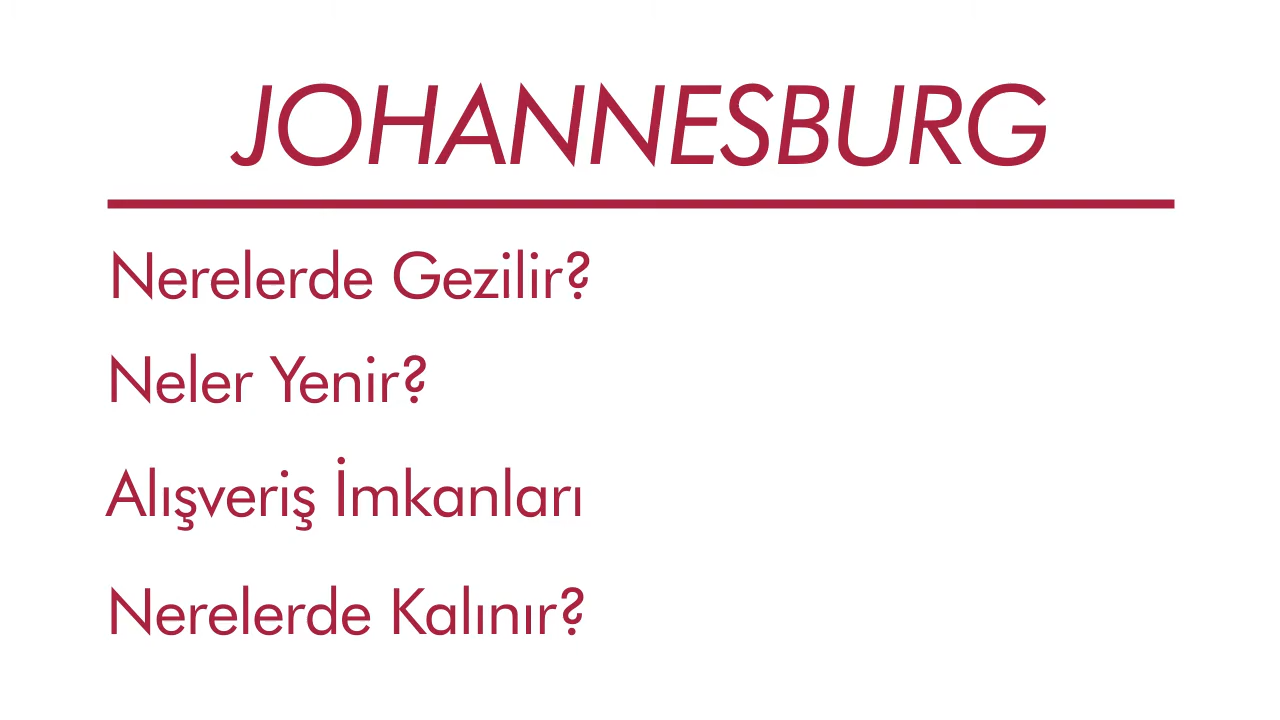 JOHANNESBURG
Nerelerde Gezilir?
Neler Yenir?
Alışveriş İmkanları
Nerelerde Kalınır?